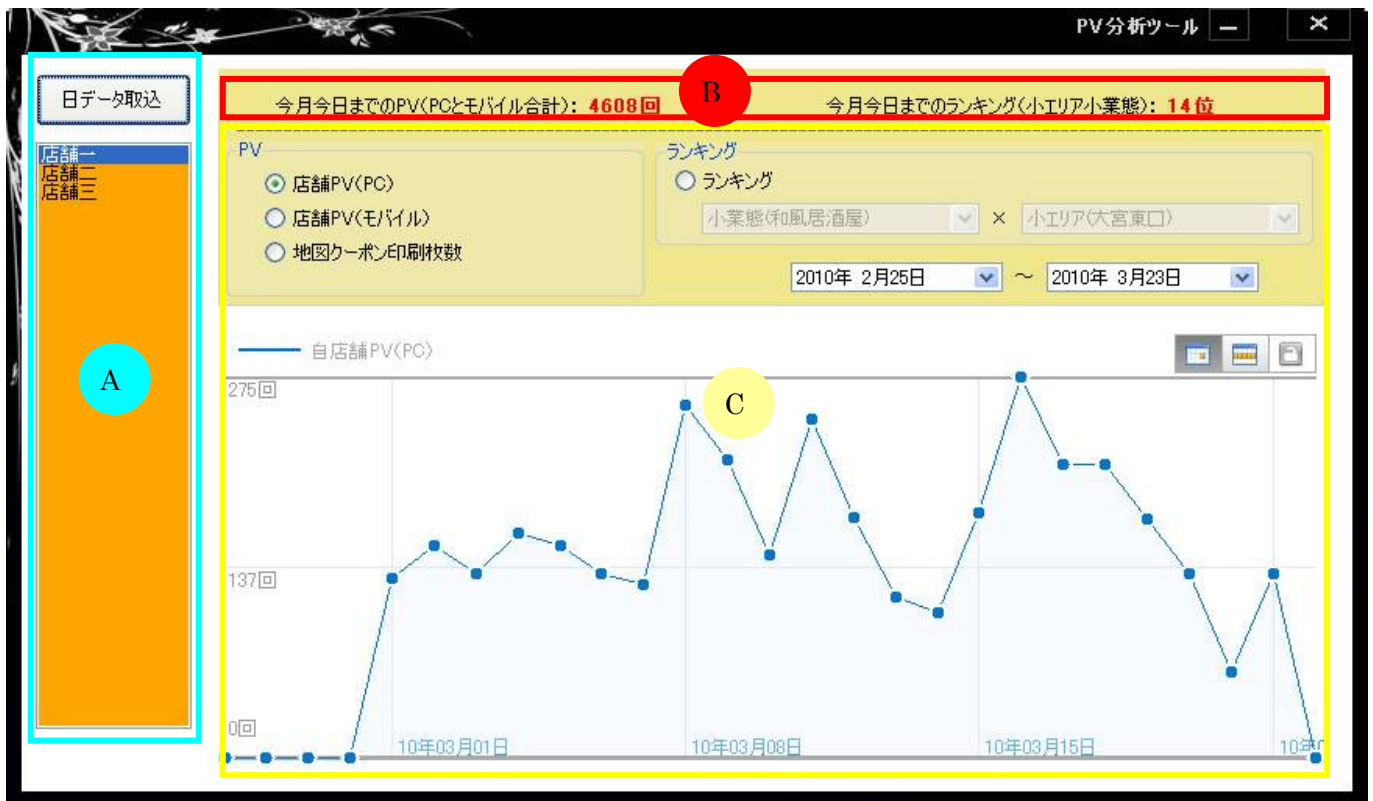 PV分析ツール
日データ取込
店舗一
店舗二
店舗三
A
今月今日までのPV(PCとモバイル合計): 4608回
B
今月今日までのランキング(小エリア小業態): 14位
PV
店舗PV(PC)
店舗PV(モバイル)
地図クーポン印刷枚数
ランキング
ランキング
小業態(和風居酒屋) × 小エリア(大宮東口)
2010年 2月25日 ~ 2010年 3月23日
自店舗PV(PC)
C
275回
137回
0回
10年03月01日 10年03月08日 10年03月15日